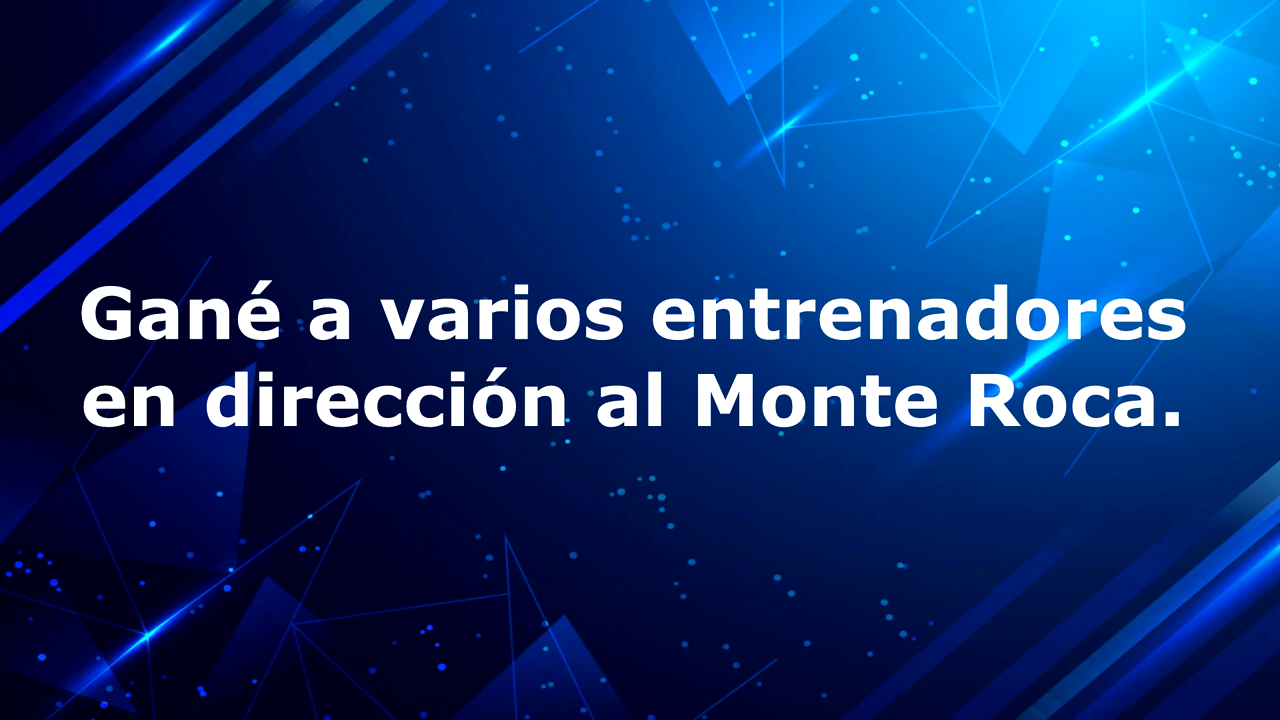 Gané a varios entrenadores
en dirección al Monte Roca.